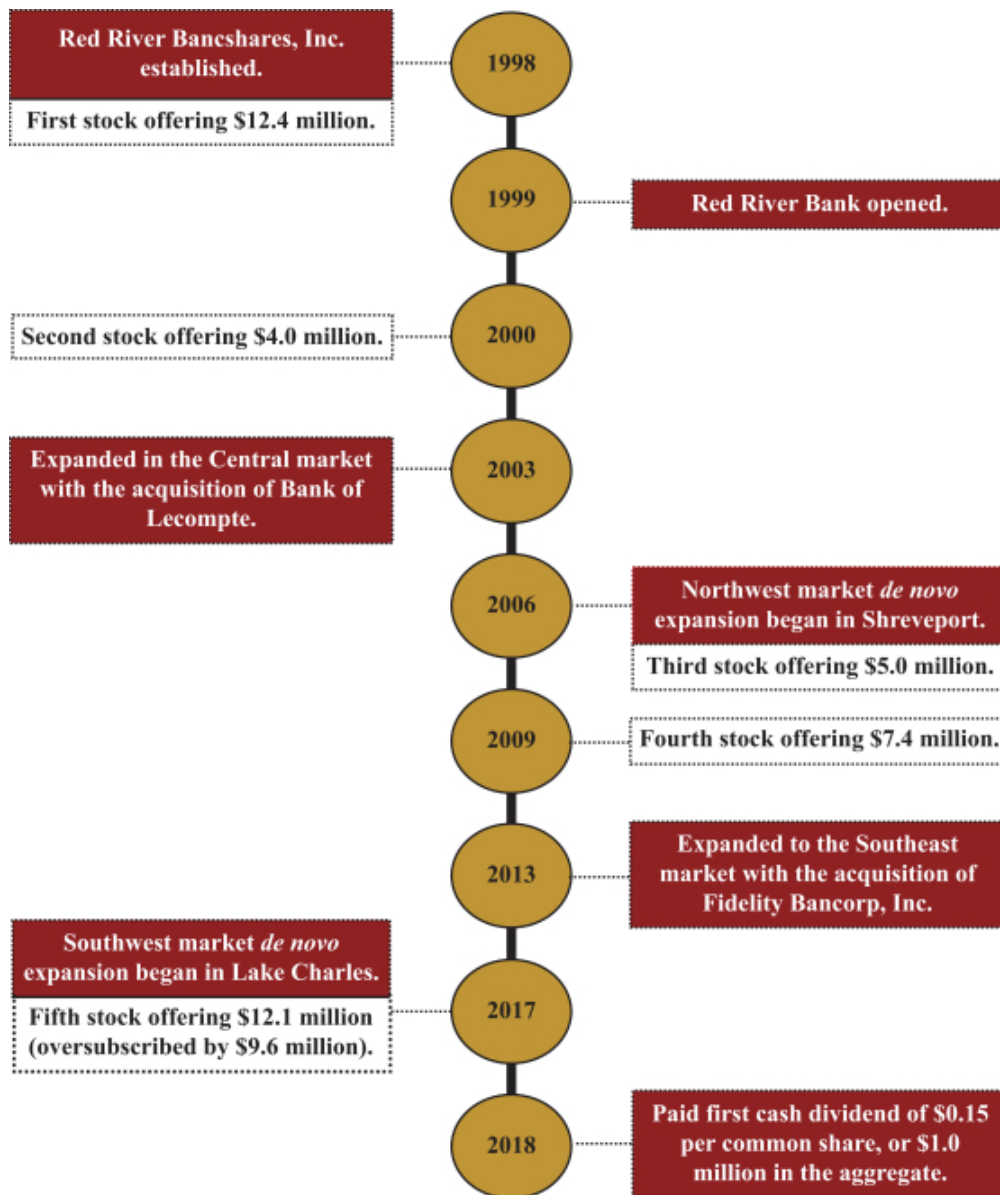 Red River Bancshares, Inc.
established.
First stock offering $12.4 million.
1998
1999
Red River Bank opened.
Second stock offering $4.0 million.
2000
Expanded in the Central market
with the acquisition of Bank of
Lecompte.
2003
2006
Northwest market de novo
expansion began in Shreveport.
Third stock offering $5.0 million.
2009
Fourth stock offering $7.4 million.
2013
Expanded to the Southeast
market with the acquisition of
Fidelity Bancorp, Inc.
Southwest market de novo
expansion began in Lake Charles.
Fifth stock offering $12.1 million
(oversubscribed by $9.6 million).
2017
2018
Paid first cash dividend of $0.15
per common share, or $1.0
million in the aggregate.